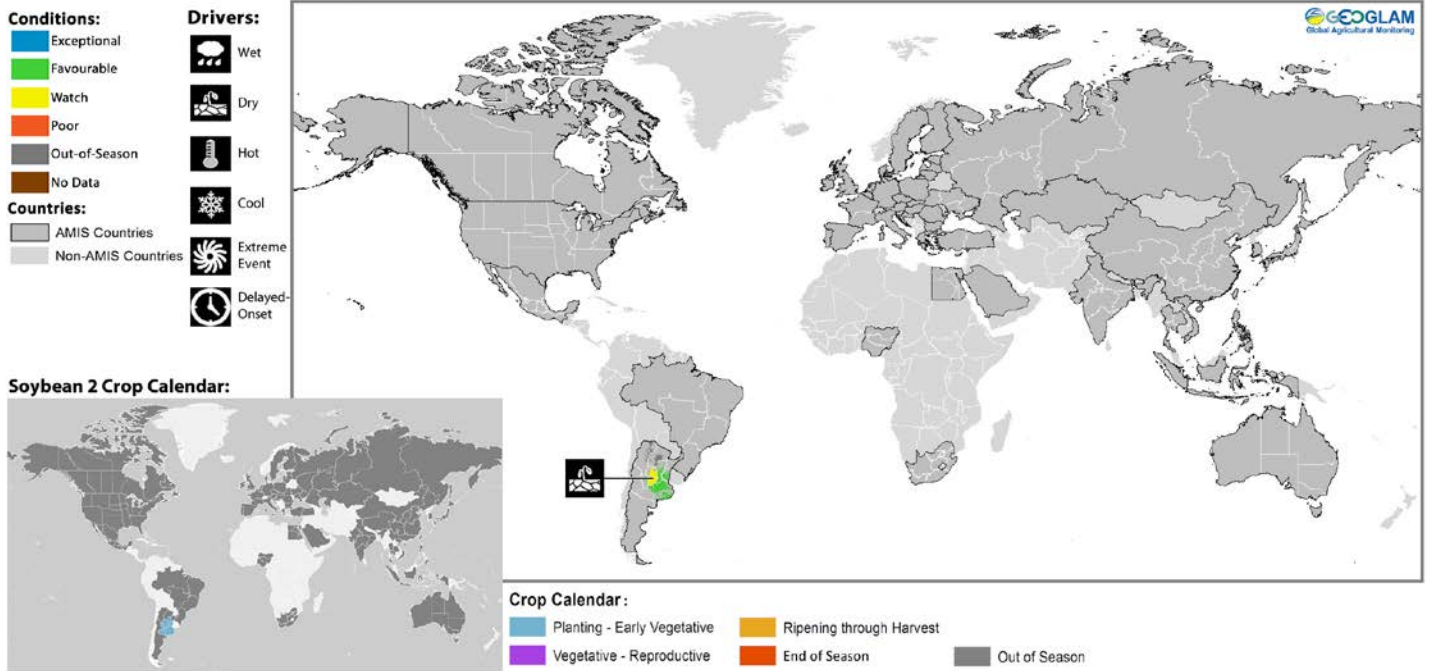 Conditions:
Exceptional
Favourable
Watch
Poor
Out-of-Season
No Data
Countries:
AMIS Countries
Non-AMIS Countries
Drivers:
Wet
Dry
Hot
Cool
Extreme
Event
Delayed-
Onset
GEOGLAM
Global Agricultural Monitoring
Soybean 2 Crop Calendar:
Crop Calendar :
Planting - Early Vegetative
Vegetative - Reproductive
Ripening through Harvest
End of Season
Out of Season